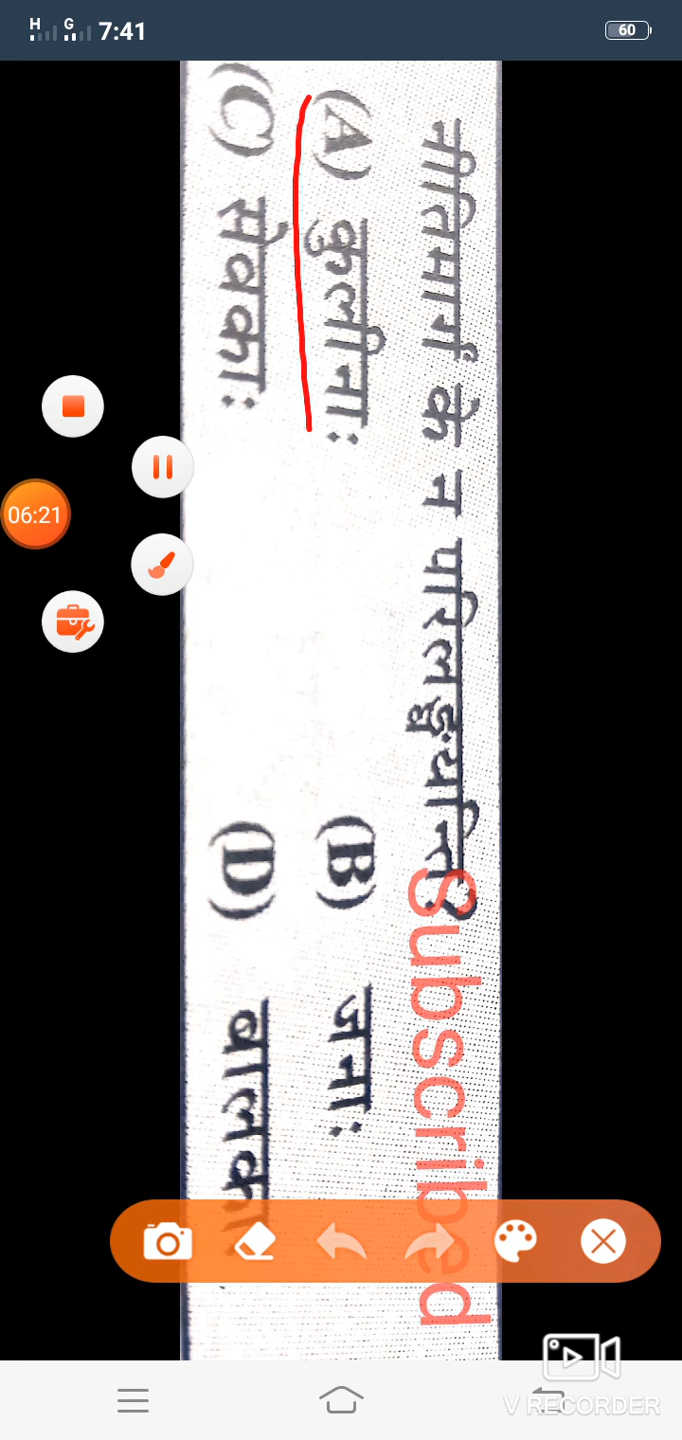 H G 7:41 60
नीतिमार्गं के न परिलङ्घयन्ति?
Subscribed
(A) कुलीनाः (B) जनाः
(C) सेवकाः (D)
06:21
V RECORDER